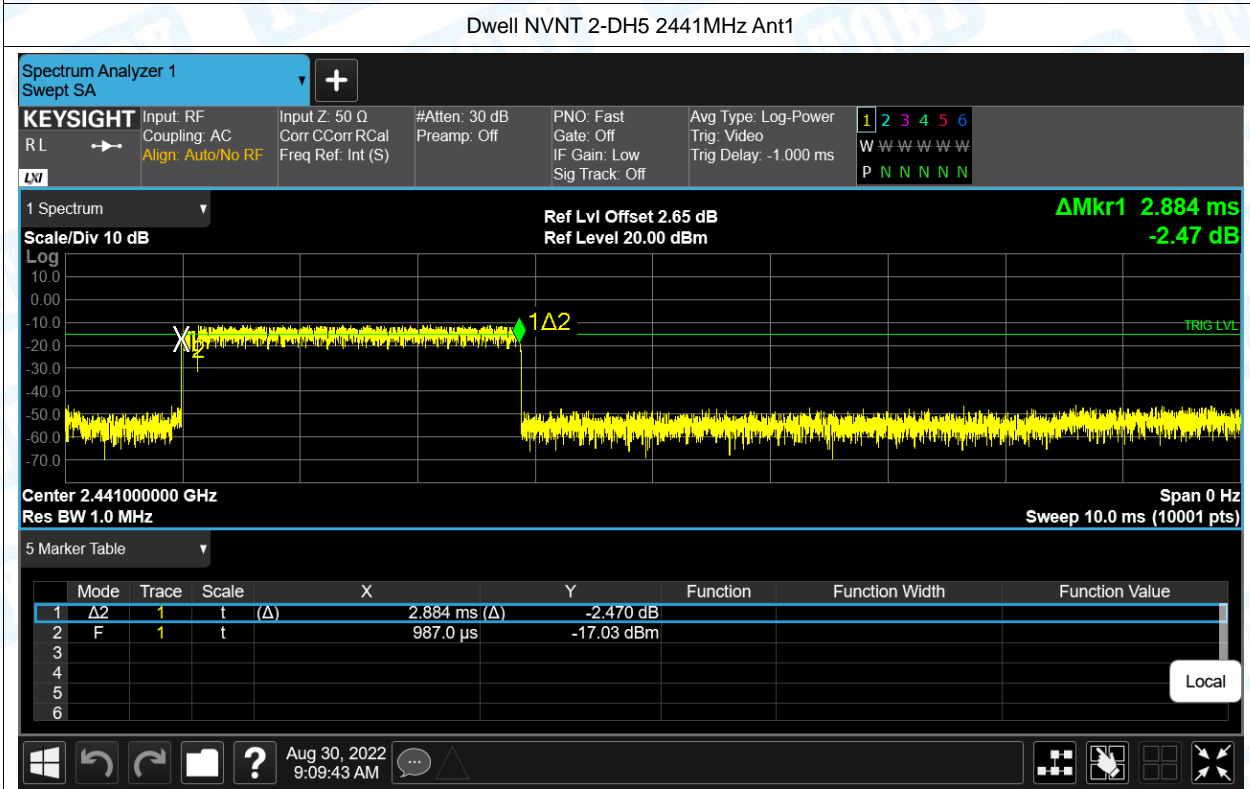 Dwell NVNT 2-DH5 2441MHz Ant1
Spectrum Analyzer 1
Swept SA
KEYSIGHT
RL
LXI
Input: RF
Coupling: AC
Align: Auto/No RF
Input Z: 50 Ω
Corr CCorr RCal
Freq Ref: Int (S)
#Atten: 30 dB
Preamp: Off
PNO: Fast
Gate: Off
IF Gain: Low
Sig Track: Off
Avg Type: Log-Power
Trig: Video
Trig Delay: -1.000 ms
1 2 3 4 5 6
W W W W W W
P N N N N N
1 Spectrum
Scale/Div 10 dB
Ref Lvl Offset 2.65 dB
Ref Level 20.00 dBm
ΔMkr1 2.884 ms
-2.47 dB
Log
10.0
0.00
-10.0
-20.0
-30.0
-40.0
-50.0
-60.0
-70.0
X
2
1Δ2
TRIG LVL
Center 2.441000000 GHz
Res BW 1.0 MHz
Span 0 Hz
Sweep 10.0 ms (10001 pts)
5 Marker Table
Mode Trace Scale X Y Function Function Width Function Value
1 Δ2 1 t (Δ) 2.884 ms (Δ) -2.470 dB
2 F 1 t 987.0 μs -17.03 dBm
3
4
5
6
Local
?
Aug 30, 2022
9:09:43 AM